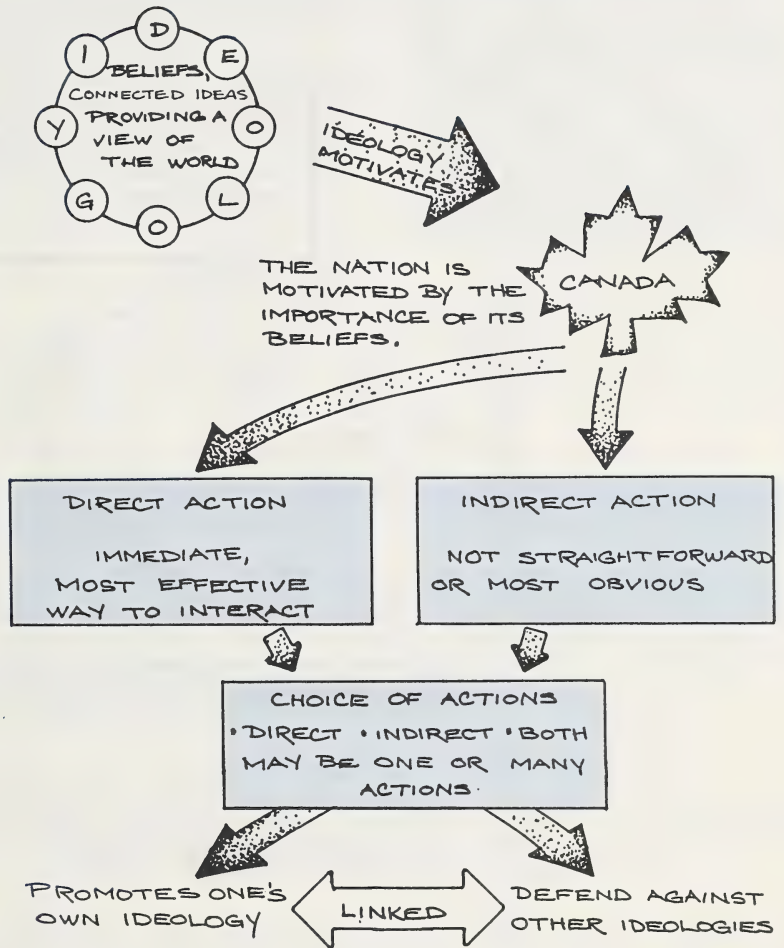 IDEOLOGY
BELIEFS,
CONNECTED IDEAS
PROVIDING A
VIEW OF
THE WORLD
IDEOLOGY
MOTIVATES
CANADA
THE NATION IS
MOTIVATED BY THE
IMPORTANCE OF ITS
BELIEFS.
DIRECT ACTION
IMMEDIATE,
MOST EFFECTIVE
WAY TO INTERACT
INDIRECT ACTION
NOT STRAIGHTFORWARD
OR MOST OBVIOUS
CHOICE OF ACTIONS
• DIRECT • INDIRECT • BOTH
MAY BE ONE OR MANY
ACTIONS.
PROMOTES ONE'S
OWN IDEOLOGY
LINKED
DEFEND AGAINST
OTHER IDEOLOGIES